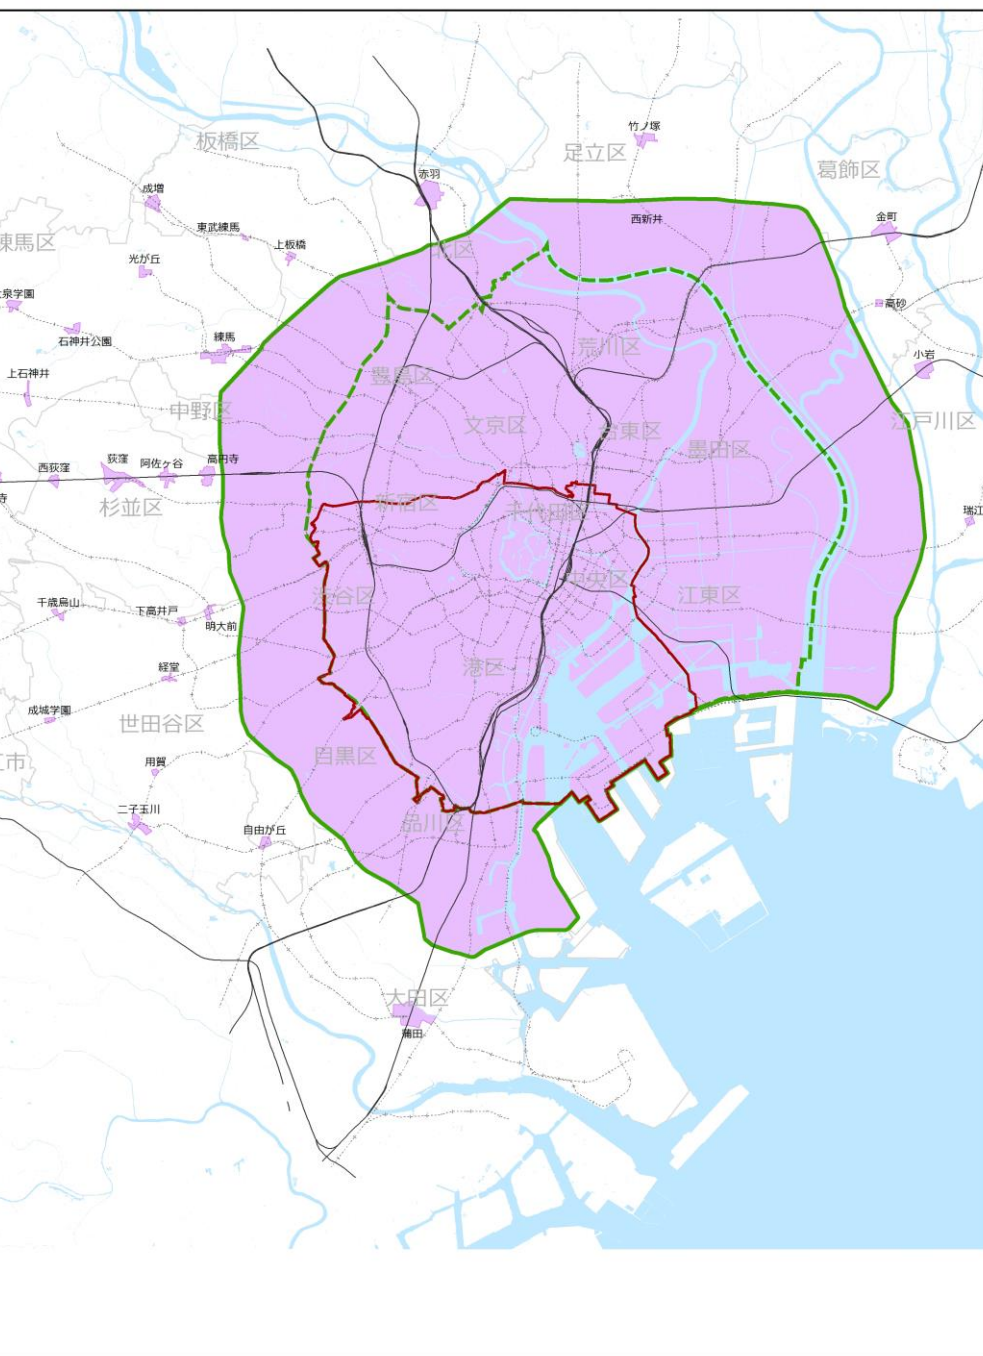 竹ノ塚
板橋区
足立区
葛飾区
赤羽
成増
西新井
金町
東武練馬
練馬区
上板橋
北区
光が丘
泉学園
高砂
石神井公園
練馬
荒川区
小岩
上石神井
豊島区
中野区
江戸川区
文京区
台東区
墨田区
荻窪
阿佐ヶ谷
高円寺
西荻窪
寺
杉並区
新宿区
千代田区
瑞江
中央区
千歳烏山
下高井戸
渋谷区
江東区
明大前
経堂
港区
成城学園
世田谷区
目黒区
江市
用賀
二子玉川
自由が丘
品川区
大田区
蒲田